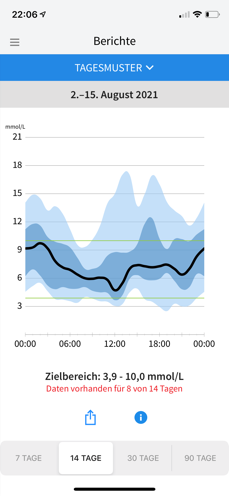 22:06
Berichte
TAGESMUSTER
2.–15. August 2021
mmol/L
21
18
15
12
9
6
3
00:00 06:00 12:00 18:00 00:00
Zielbereich: 3,9 - 10,0 mmol/L
Daten vorhanden für 8 von 14 Tagen
7 TAGE 14 TAGE 30 TAGE 90 TAGE